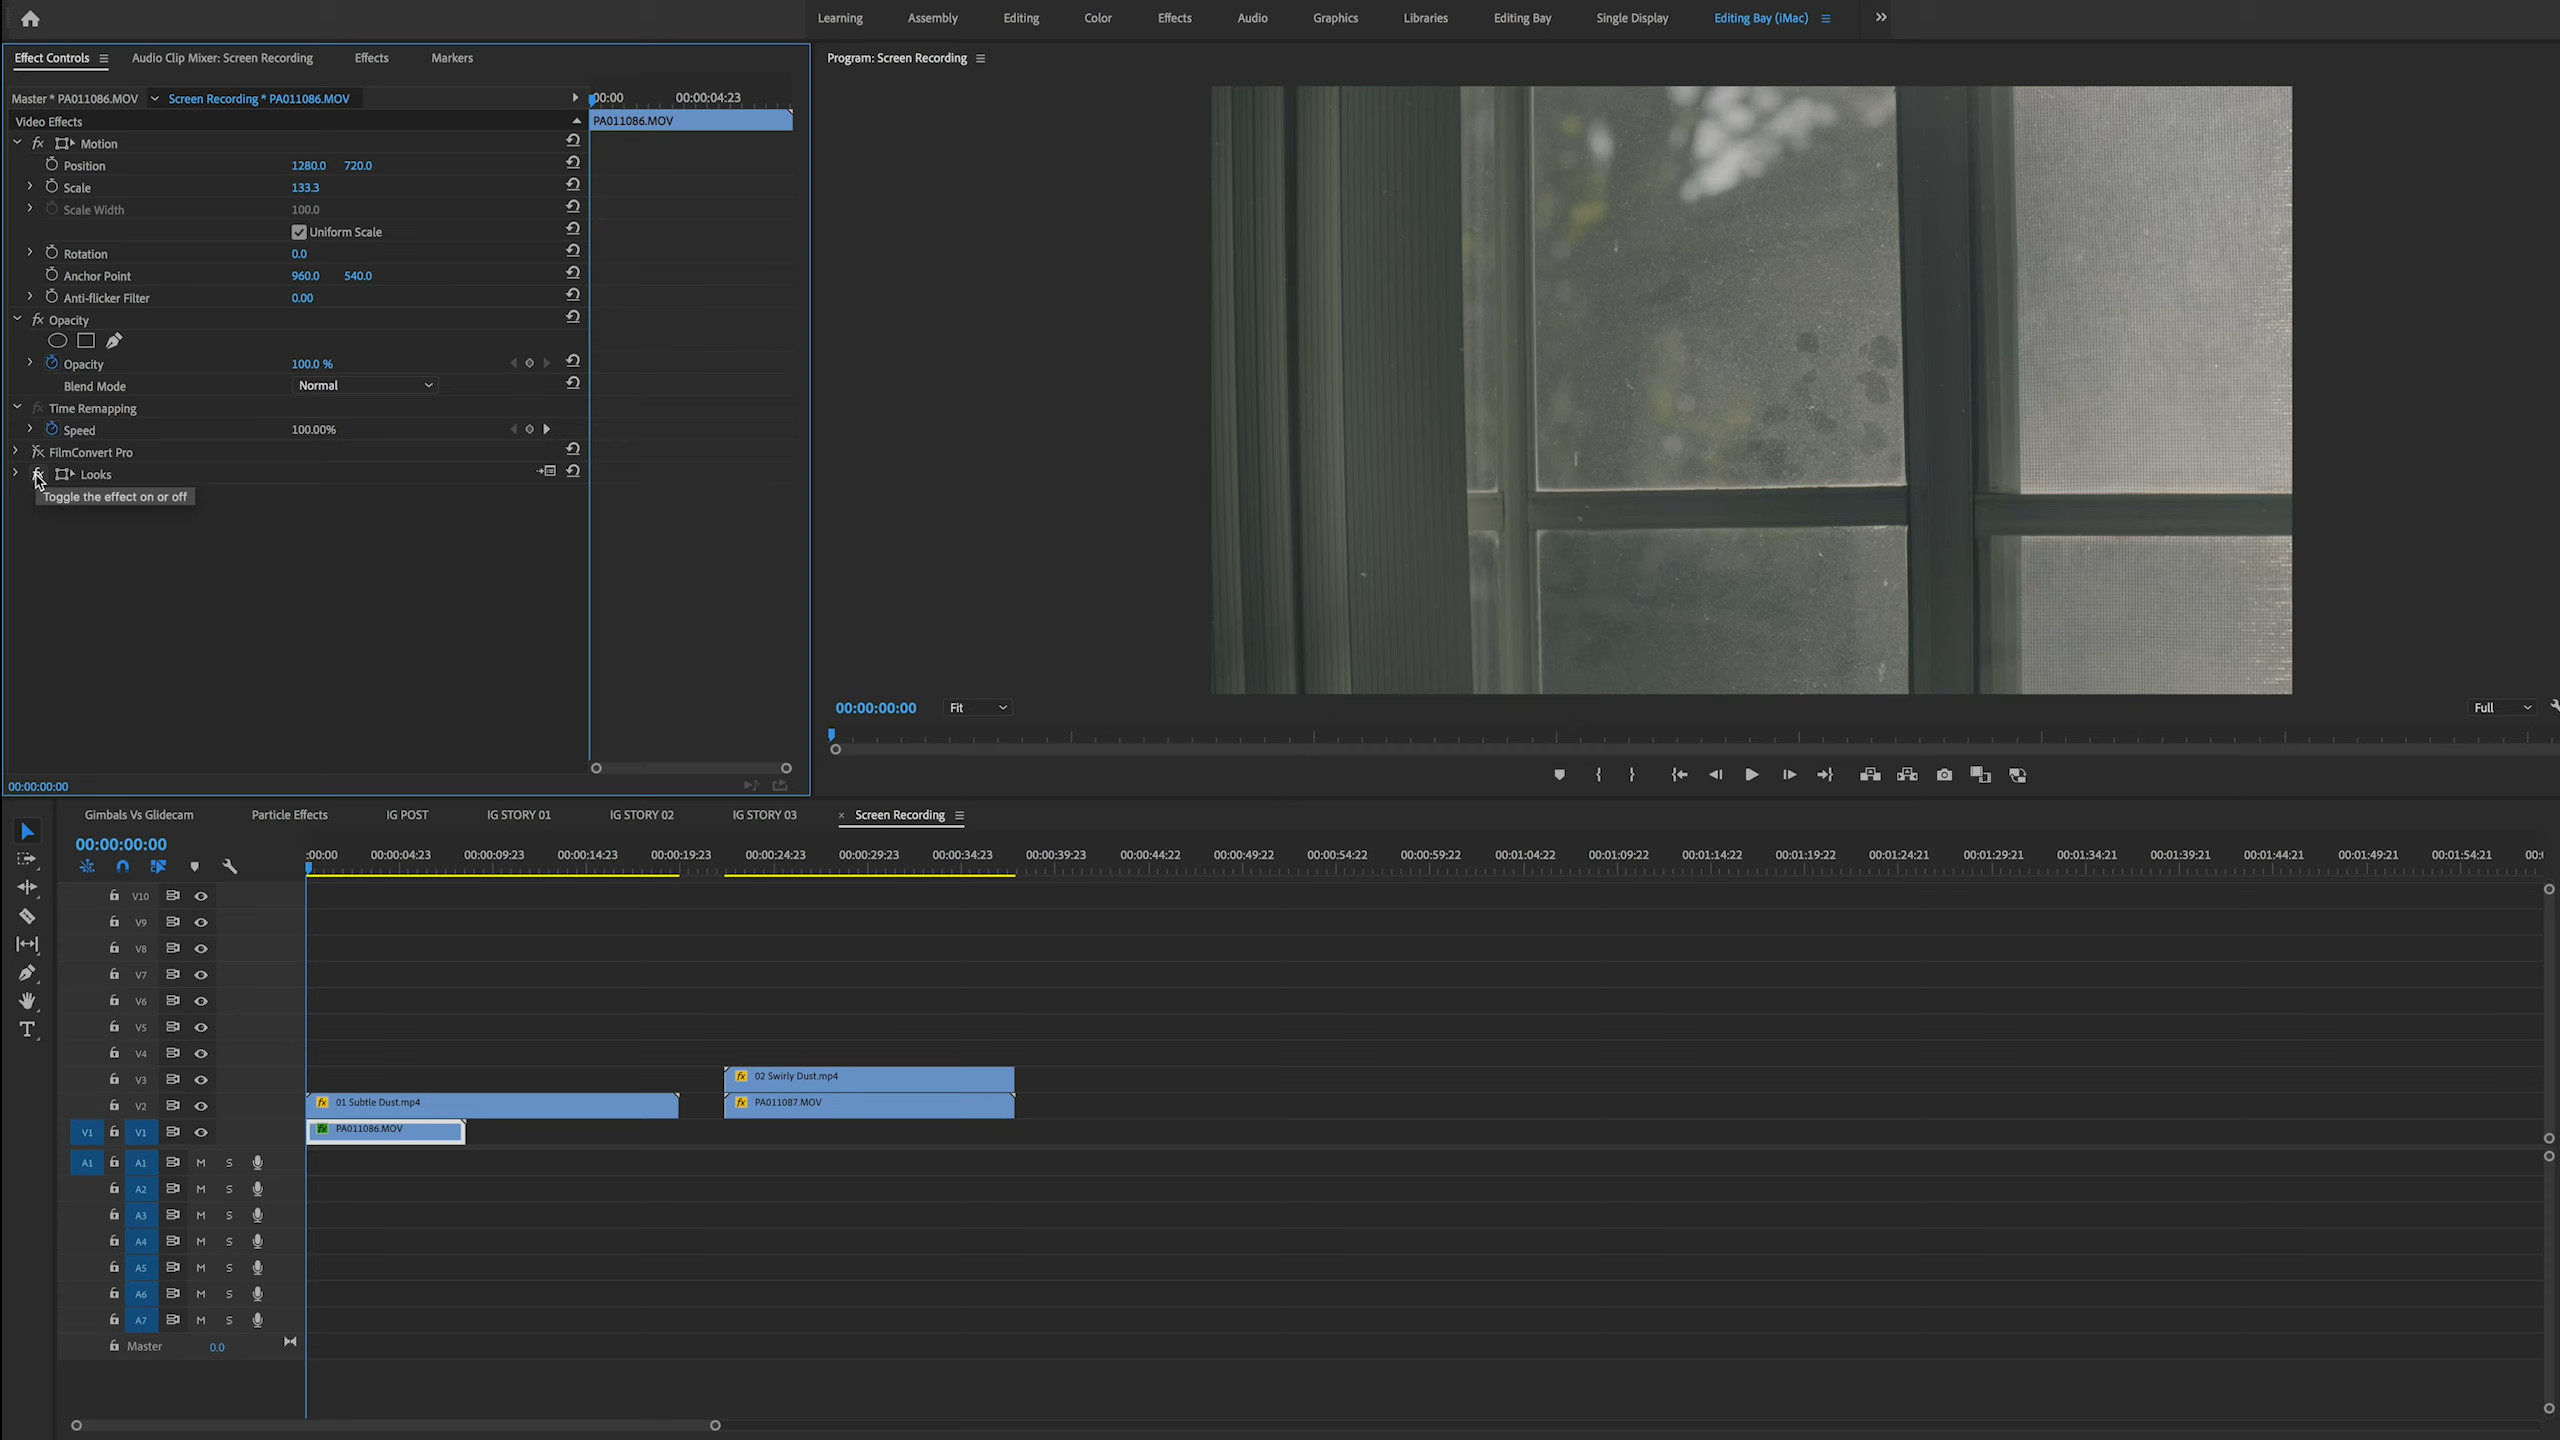 Learning Assembly Editing Color Effects Audio Graphics Libraries Editing Bay Single Display Editing Bay (iMac)
Effect Controls Audio Clip Mixer: Screen Recording Effects Markers
Master * PA011086.MOV Screen Recording * PA011086.MOV
Video Effects
Motion
Position 1280.0 720.0
Scale 133.3
Scale Width 100.0
Uniform Scale
Rotation 0.0
Anchor Point 960.0 540.0
Anti-flicker Filter 0.00
fx Opacity
Opacity 100.0 %
Blend Mode Normal
fx Time Remapping
Speed 100.00%
fx FilmConvert Pro
Looks
Toggle the effect on or off
00:00:00:00
:00:00 00:00:04:23
PA011086.MOV
Program: Screen Recording
00:00:00:00 Fit Full
Gimbals Vs Glidecam Particle Effects IG POST IG STORY 01 IG STORY 02 IG STORY 03 × Screen Recording
00:00:00:00
:00:00 00:00:04:23 00:00:09:23 00:00:14:23 00:00:19:23 00:00:24:23 00:00:29:23 00:00:34:23 00:00:39:23 00:00:44:22 00:00:49:22 00:00:54:22 00:00:59:22 00:01:04:22 00:01:09:22 00:01:14:22 00:01:19:22 00:01:24:21 00:01:29:21 00:01:34:21 00:01:39:21 00:01:44:21 00:01:49:21 00:01:54:21 00:
V10
V9
V8
V7
V6
V5
V4
V3 fx 02 Swirly Dust.mp4
V2 fx 01 Subtle Dust.mp4 fx PA011087.MOV
V1 V1 fx PA011086.MOV
A1 A1 M S
A2 M S
A3 M S
A4 M S
A5 M S
A6 M S
A7 M S
Master 0.0